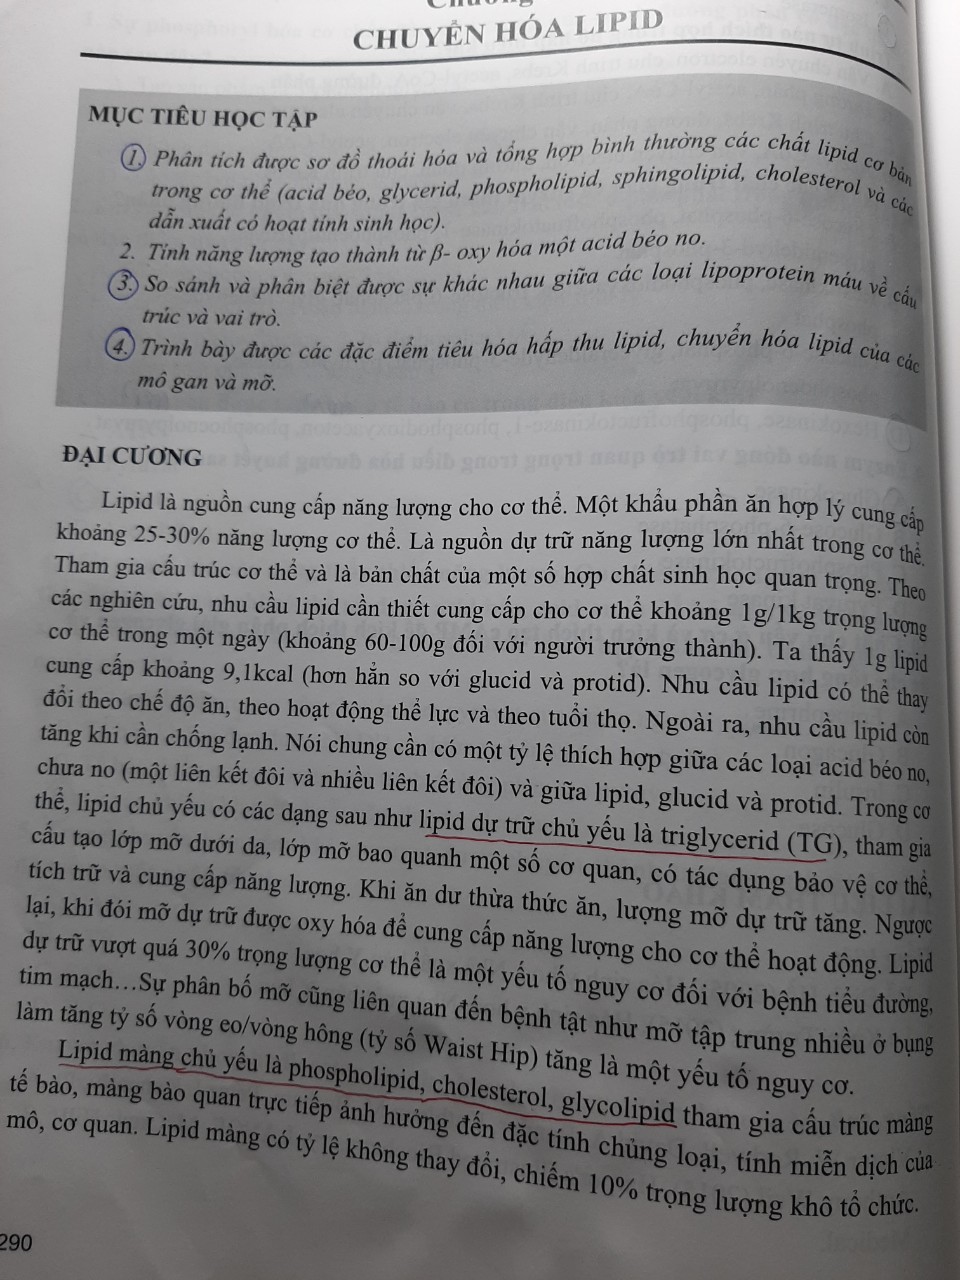 Chương
CHUYỂN HÓA LIPID
MỤC TIÊU HỌC TẬP
1. Phân tích được sơ đồ thoái hóa và tổng hợp bình thường các chất lipid cơ bản
trong cơ thể (acid béo, glycerid, phospholipid, sphingolipid, cholesterol và các
dẫn xuất có hoạt tính sinh học).
2. Tính năng lượng tạo thành từ β- oxy hóa một acid béo no.
3. So sánh và phân biệt được sự khác nhau giữa các loại lipoprotein máu về cấu
trúc và vai trò.
4. Trình bày được các đặc điểm tiêu hóa hấp thu lipid, chuyển hóa lipid của các
mô gan và mỡ.
ĐẠI CƯƠNG
Lipid là nguồn cung cấp năng lượng cho cơ thể. Một khẩu phần ăn hợp lý cung cấp
khoảng 25-30% năng lượng cơ thể. Là nguồn dự trữ năng lượng lớn nhất trong cơ thể.
Tham gia cấu trúc cơ thể và là bản chất của một số hợp chất sinh học quan trọng. Theo
các nghiên cứu, nhu cầu lipid cần thiết cung cấp cho cơ thể khoảng 1g/1kg trọng lượng
cơ thể trong một ngày (khoảng 60-100g đối với người trưởng thành). Ta thấy 1g lipid
cung cấp khoảng 9,1kcal (hơn hẳn so với glucid và protid). Nhu cầu lipid có thể thay
đổi theo chế độ ăn, theo hoạt động thể lực và theo tuổi thọ. Ngoài ra, nhu cầu lipid còn
tăng khi cần chống lạnh. Nói chung cần có một tỷ lệ thích hợp giữa các loại acid béo no,
chưa no (một liên kết đôi và nhiều liên kết đôi) và giữa lipid, glucid và protid. Trong cơ
thể, lipid chủ yếu có các dạng sau như lipid dự trữ chủ yếu là triglycerid (TG), tham gia
cấu tạo lớp mỡ dưới da, lớp mỡ bao quanh một số cơ quan, có tác dụng bảo vệ cơ thể,
tích trữ và cung cấp năng lượng. Khi ăn dư thừa thức ăn, lượng mỡ dự trữ tăng. Ngược
lại, khi đói mỡ dự trữ được oxy hóa để cung cấp năng lượng cho cơ thể hoạt động. Lipid
dự trữ vượt quá 30% trọng lượng cơ thể là một yếu tố nguy cơ đối với bệnh tiểu đường,
tim mạch...Sự phân bố mỡ cũng liên quan đến bệnh tật như mỡ tập trung nhiều ở bụng
làm tăng tỷ số vòng eo/vòng hông (tỷ số Waist Hip) tăng là một yếu tố nguy cơ.
Lipid màng chủ yếu là phospholipid, cholesterol, glycolipid tham gia cấu trúc màng
tế bào, màng bào quan trực tiếp ảnh hưởng đến đặc tính chủng loại, tính miễn dịch của
mô, cơ quan. Lipid màng có tỷ lệ không thay đổi, chiếm 10% trọng lượng khô tổ chức.
290